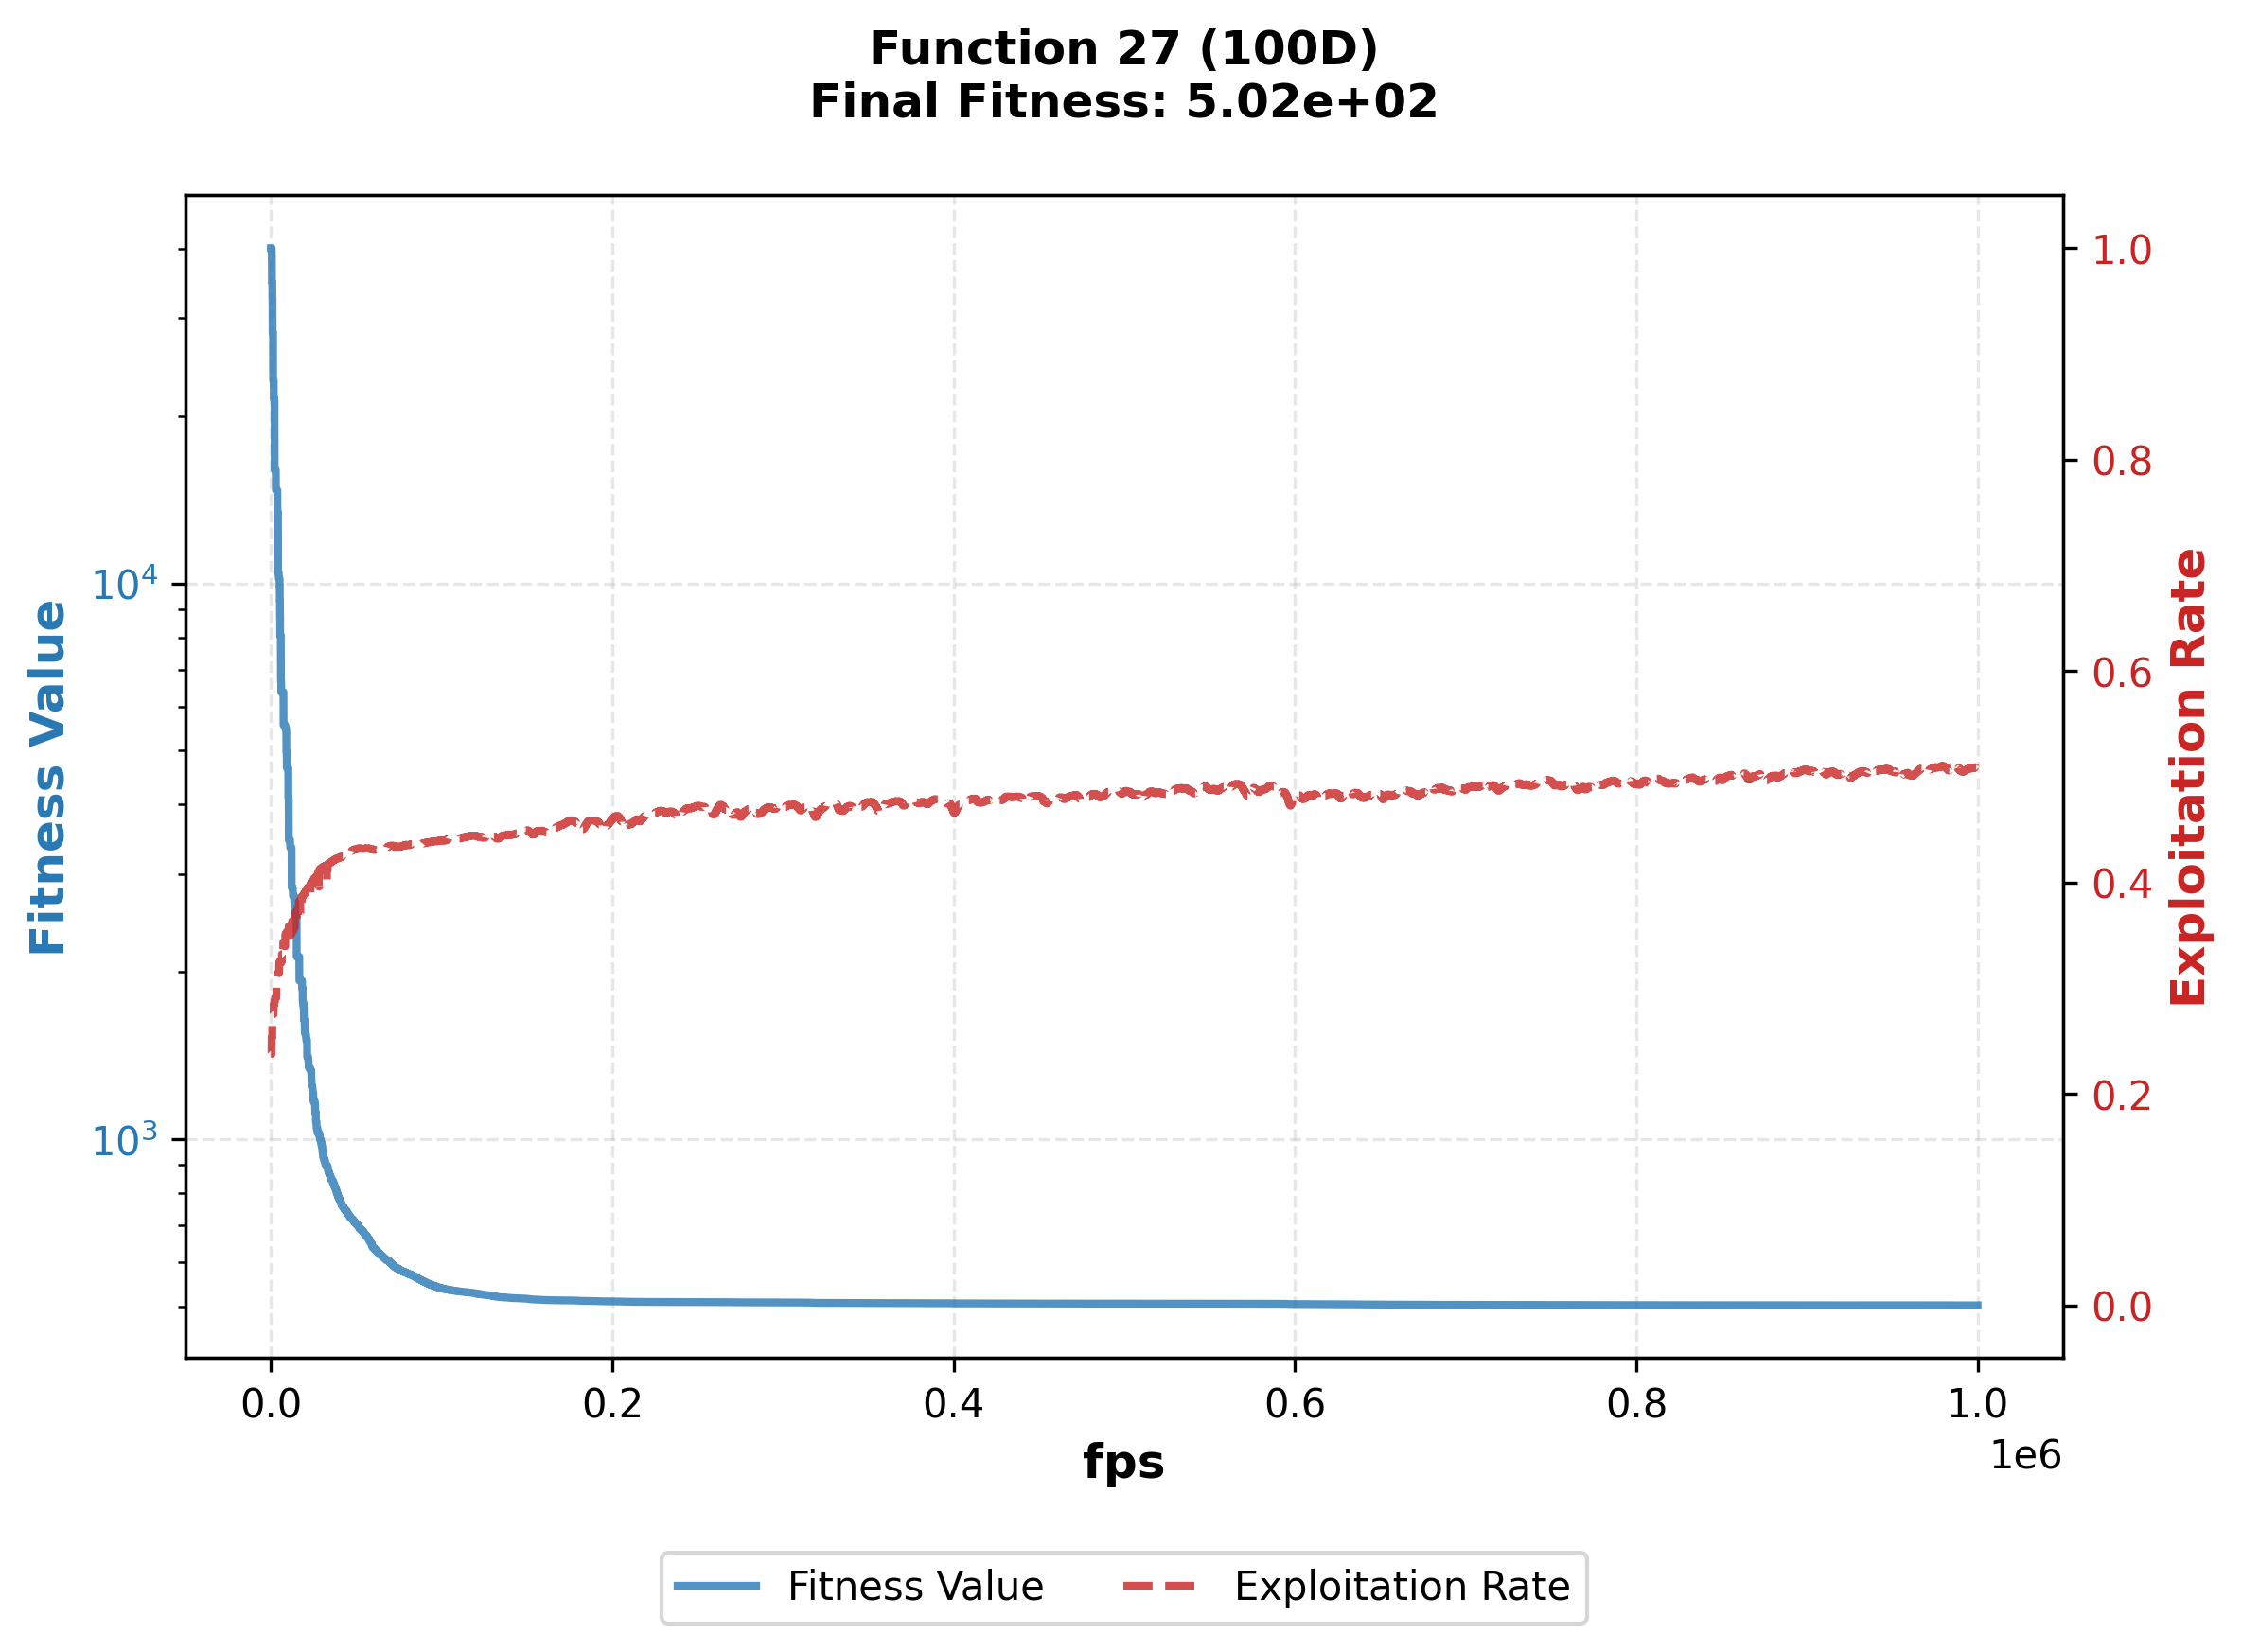 Function 27 (100D)
Final Fitness: 5.02e+02
Fitness Value
10^4
10^3
1.0
0.8
0.6
0.4
0.2
0.0
Exploitation Rate
0.0 0.2 0.4 0.6 0.8 1.0
1e6
fps
Fitness Value Exploitation Rate